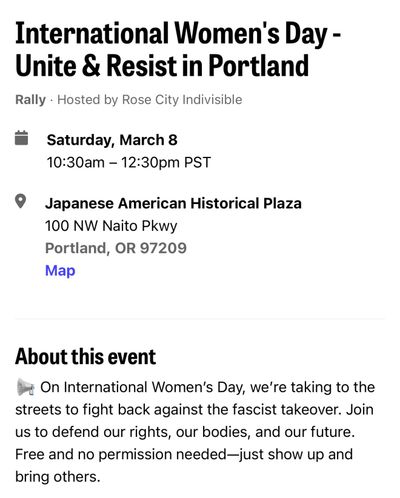 International Women's Day -
Unite & Resist in Portland
Rally · Hosted by Rose City Indivisible
Saturday, March 8
10:30am – 12:30pm PST
Japanese American Historical Plaza
100 NW Naito Pkwy
Portland, OR 97209
Map
About this event
📢 On International Women’s Day, we’re taking to the
streets to fight back against the fascist takeover. Join
us to defend our rights, our bodies, and our future.
Free and no permission needed—just show up and
bring others.